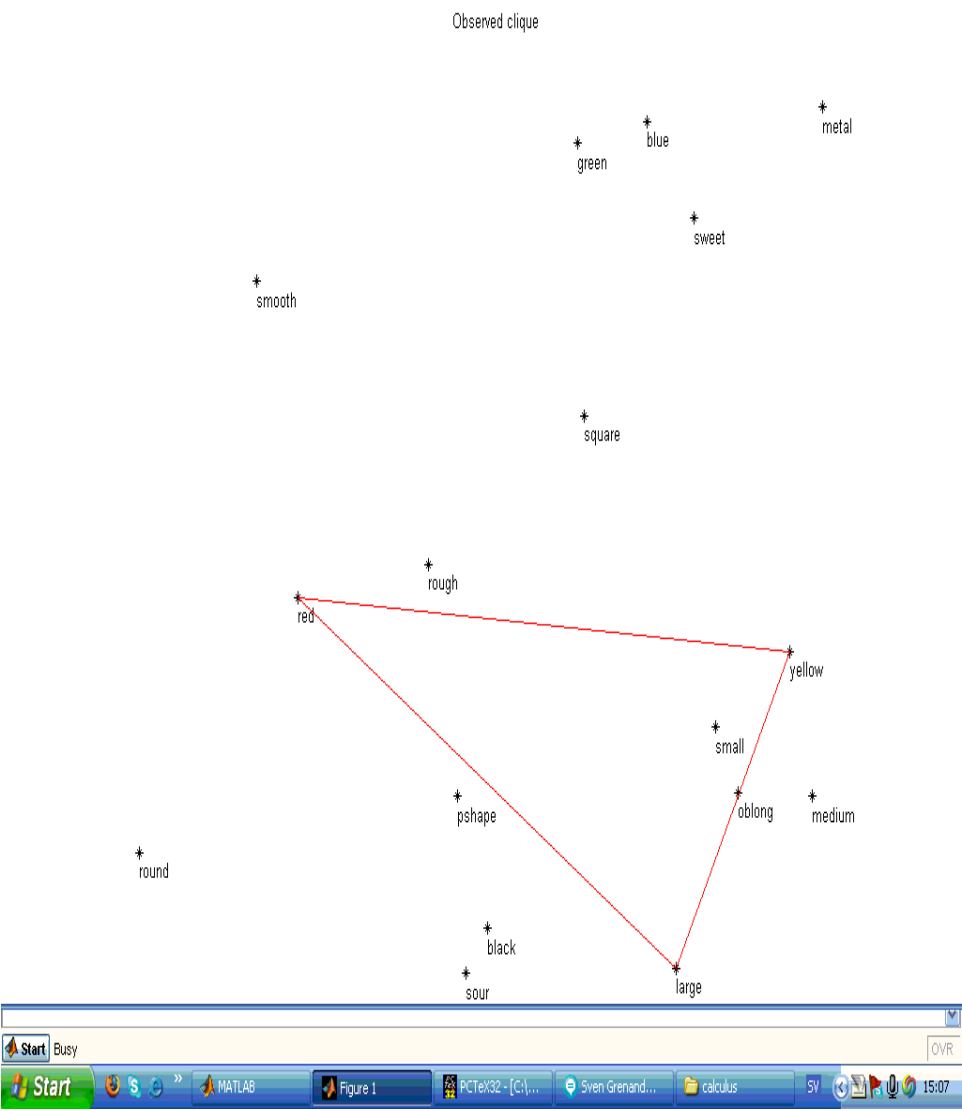 Observed clique
metal
blue
green
sweet
smooth
square
rough
red
yellow
small
oblong
medium
pshape
round
black
large
sour
Start Busy
OVR
Start
»
MATLAB
Figure 1
PCTeX32 - [C:\...
Sven Grenand...
calculus
SV
15:07